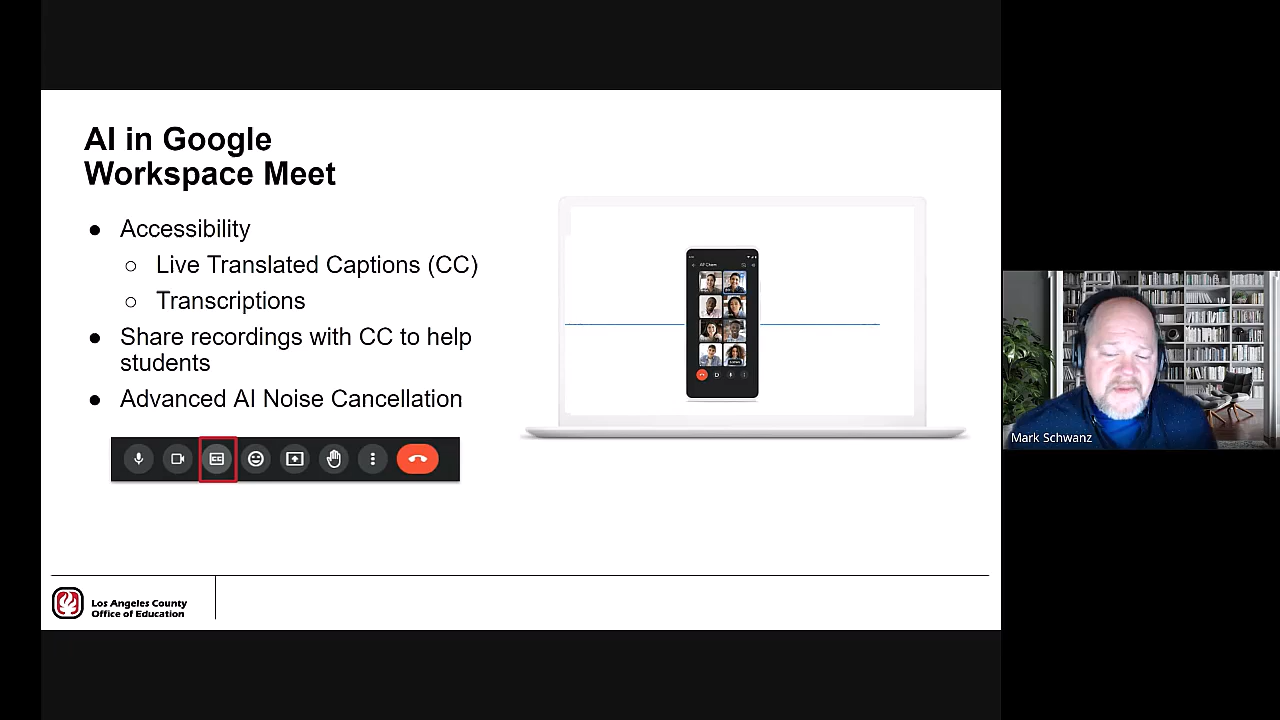 AI in Google
Workspace Meet
● Accessibility
○ Live Translated Captions (CC)
○ Transcriptions
● Share recordings with CC to help
students
● Advanced AI Noise Cancellation
CC
Los Angeles County
Office of Education
Mark Schwanz